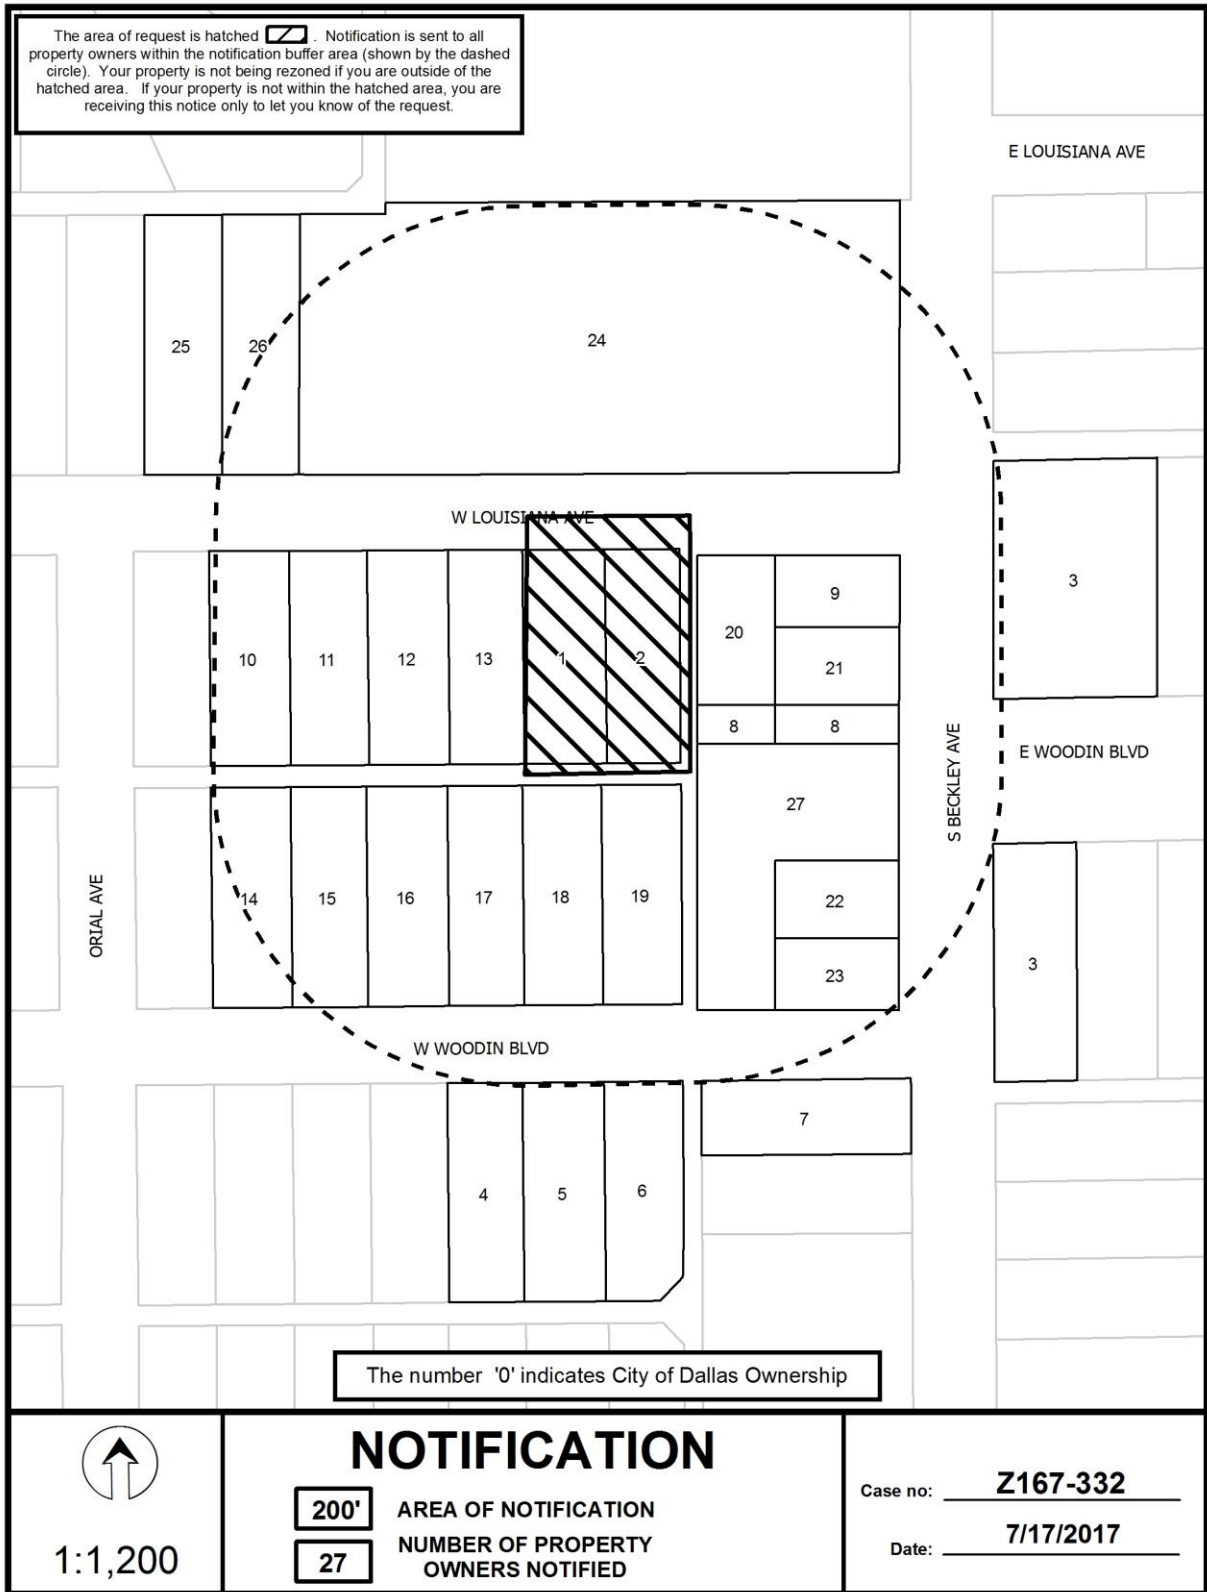 The area of request is hatched . Notification is sent to all
property owners within the notification buffer area (shown by the dashed
circle). Your property is not being rezoned if you are outside of the
hatched area. If your property is not within the hatched area, you are
receiving this notice only to let you know of the request.
E LOUISIANA AVE
25
26
24
W LOUISIANA AVE
3
9
20
10
11
12
13
1
2
21
8
8
S BECKLEY AVE
E WOODIN BLVD
27
ORIAL AVE
14
15
16
17
18
19
22
23
3
W WOODIN BLVD
7
4
5
6
The number '0' indicates City of Dallas Ownership
1:1,200
NOTIFICATION
200' AREA OF NOTIFICATION
27 NUMBER OF PROPERTY
OWNERS NOTIFIED
Case no: Z167-332
Date: 7/17/2017